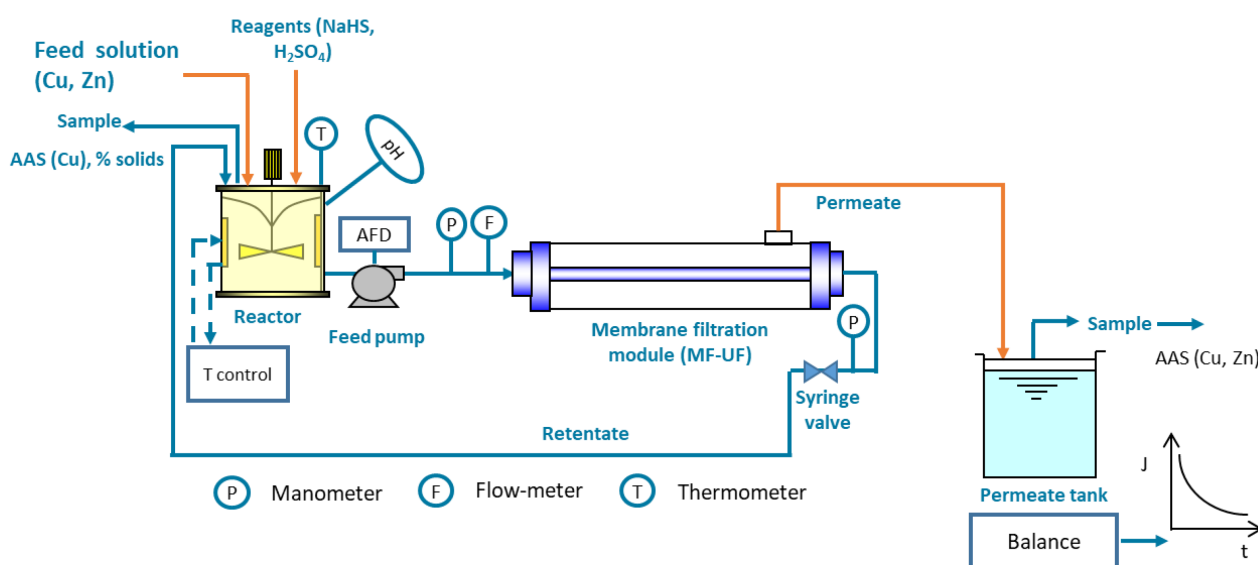 Reagents (NaHS,
H₂SO₄)
Feed solution
(Cu, Zn)
Sample
AAS (Cu), % solids
T
pH
AFD
P
F
Permeate
Reactor
Feed pump
Membrane filtration
module (MF-UF)
P
T control
Syringe
valve
Sample
AAS (Cu, Zn)
Retentate
P Manometer
F Flow-meter
T Thermometer
Permeate tank
Balance
J
t